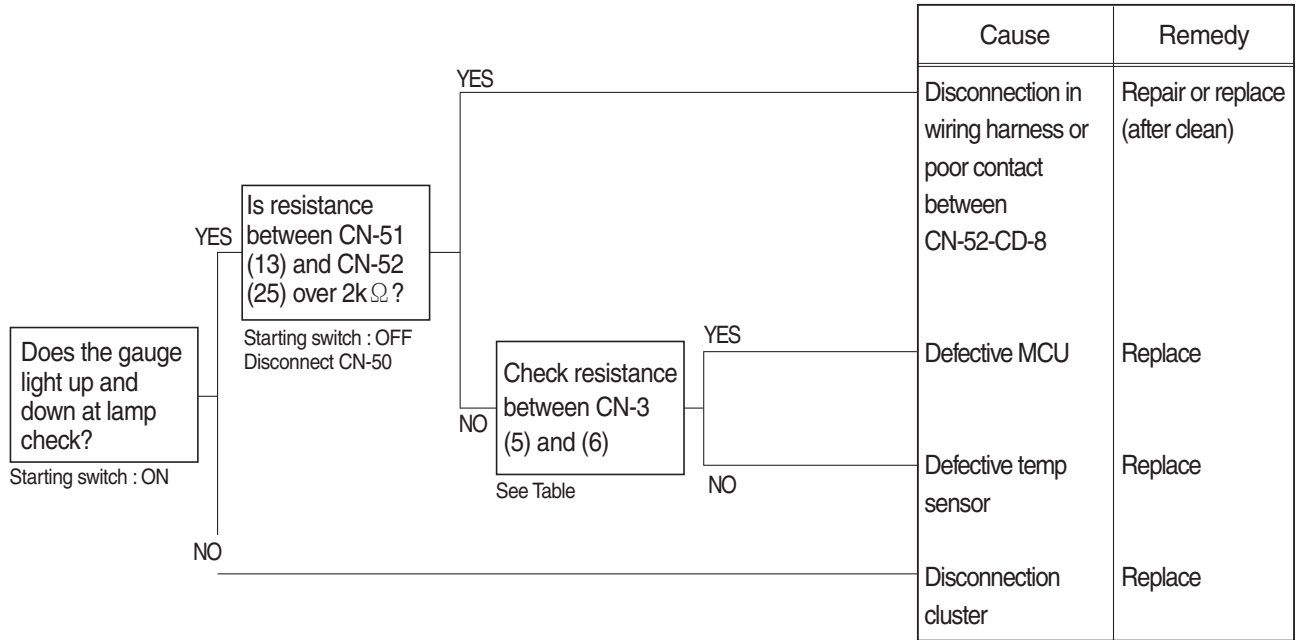 Cause
Remedy
YES
Disconnection in
wiring harness or
poor contact
between
CN-52-CD-8
Repair or replace
(after clean)
YES
Is resistance
between CN-51
(13) and CN-52
(25) over 2kΩ?
Starting switch : OFF
Disconnect CN-50
Does the gauge
light up and
down at lamp
check?
Starting switch : ON
YES
Defective MCU
Replace
Check resistance
between CN-3
(5) and (6)
NO
See Table
NO
Defective temp
sensor
Replace
NO
Disconnection
cluster
Replace